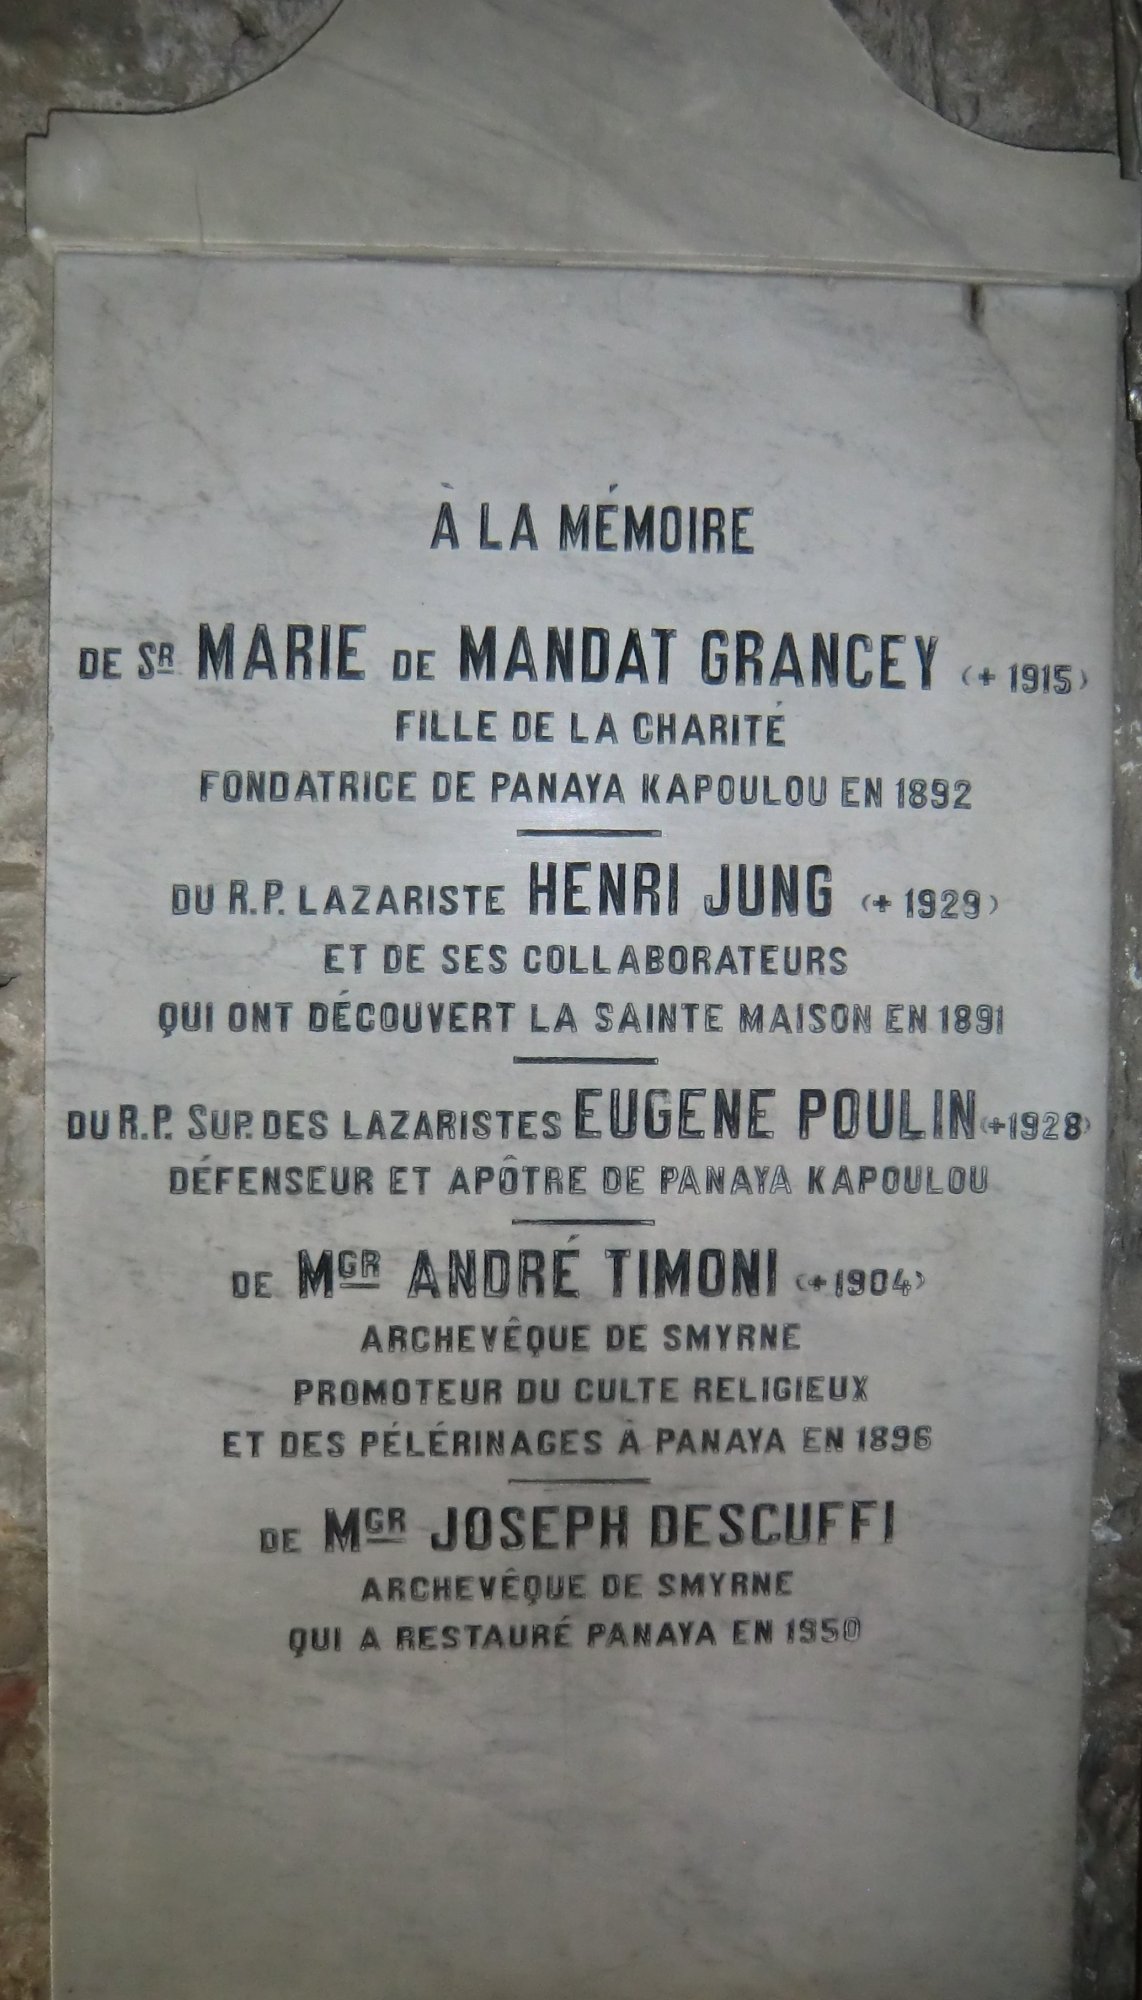 À LA MÉMOIRE
DE SR MARIE DE MANDAT GRANCEY (+ 1915)
FILLE DE LA CHARITÉ
FONDATRICE DE PANAYA KAPOULOU EN 1892
DU R.P. LAZARISTE HENRI JUNG (+ 1929)
ET DE SES COLLABORATEURS
QUI ONT DÉCOUVERT LA SAINTE MAISON EN 1891
DU R.P. SUP. DES LAZARISTES EUGENE POULIN (+1928)
DÉFENSEUR ET APÔTRE DE PANAYA KAPOULOU
DE MGR ANDRÉ TIMONI (+1904)
ARCHEVÊQUE DE SMYRNE
PROMOTEUR DU CULTE RELIGIEUX
ET DES PÉLÉRINAGES À PANAYA EN 1896
DE MGR JOSEPH DESCUFFI
ARCHEVÊQUE DE SMYRNE
QUI A RESTAURÉ PANAYA EN 1950